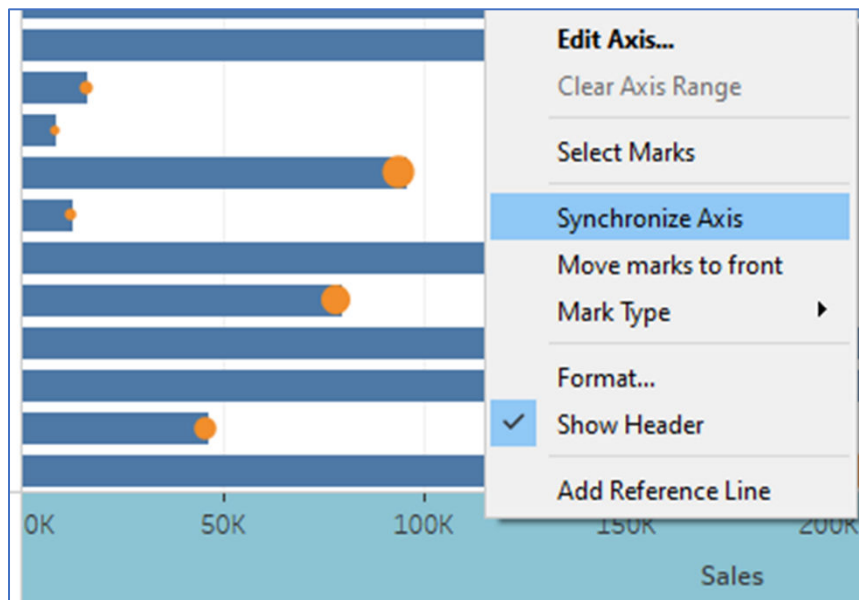 Edit Axis...
Clear Axis Range
Select Marks
Synchronize Axis
Move marks to front
Mark Type
Format...
Show Header
Add Reference Line
0K 50K 100K 150K 200K
Sales